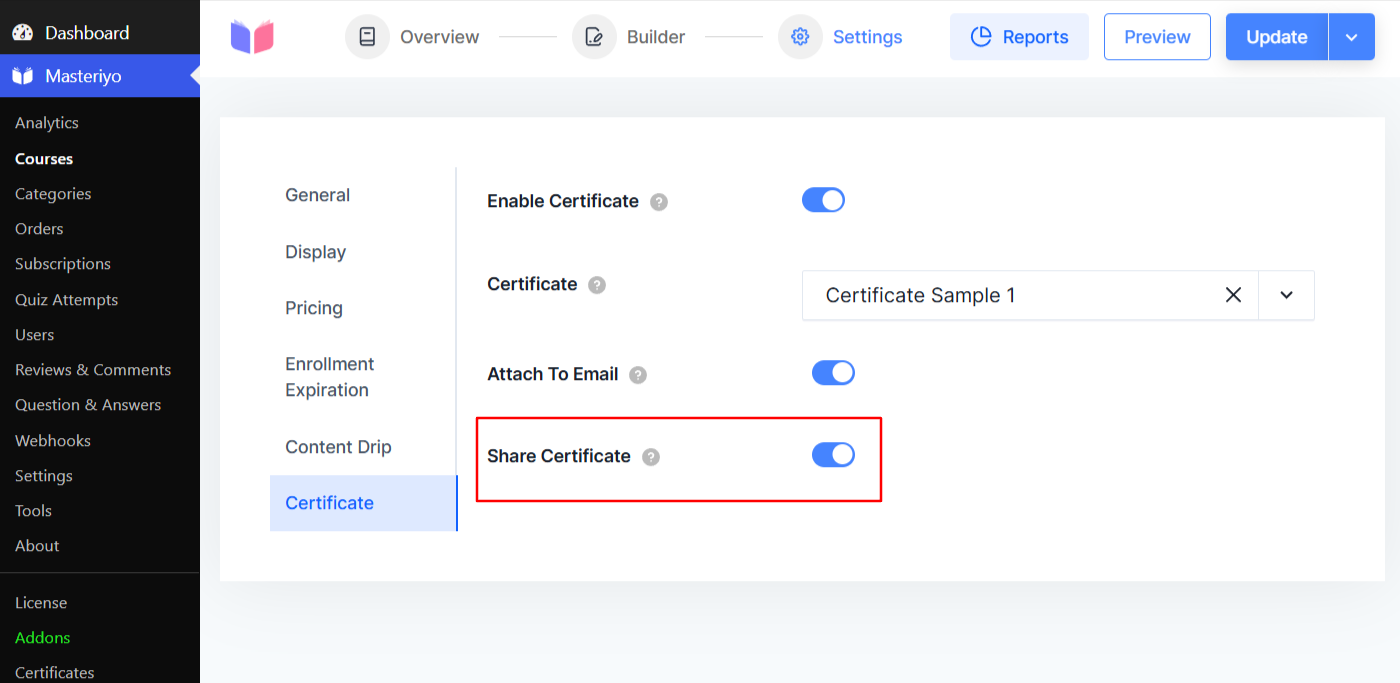 Dashboard
Masteriyo
Analytics
Courses
Categories
Orders
Subscriptions
Quiz Attempts
Users
Reviews & Comments
Question & Answers
Webhooks
Settings
Tools
About
License
Addons
Certificates
Overview
Builder
Settings
Reports
Preview
Update
General
Display
Pricing
Enrollment
Expiration
Content Drip
Certificate
Enable Certificate ?
Certificate ?
Certificate Sample 1
Attach To Email ?
Share Certificate ?